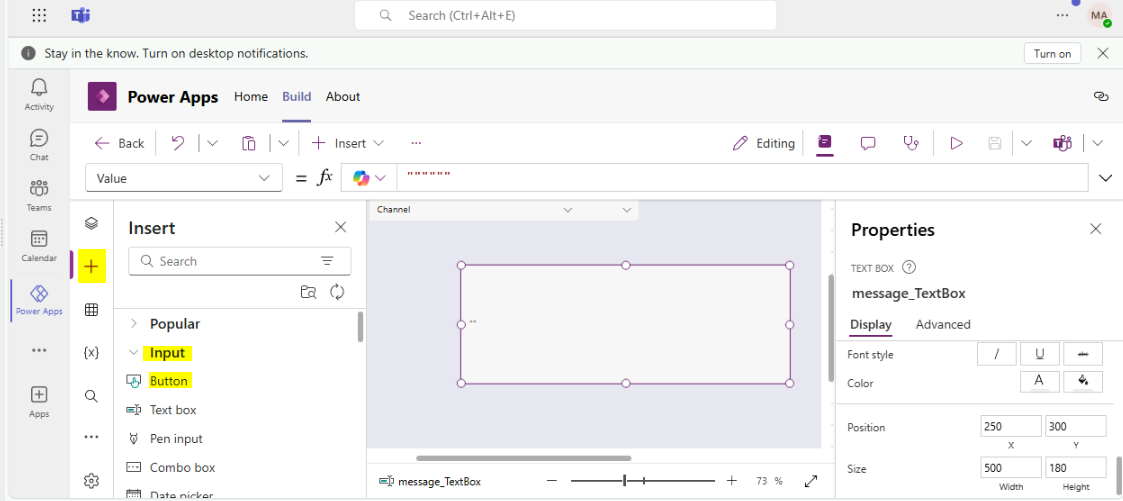 Search (Ctrl+Alt+E)
MA
Stay in the know. Turn on desktop notifications.
Turn on
Activity
Chat
Teams
Calendar
Power Apps
Apps
Power Apps Home Build About
Back Insert Editing
Value = fx """"""
Insert
Search
Popular
Input
Button
Text box
Pen input
Combo box
Date picker
Channel
""
message_TextBox 73 %
Properties
TEXT BOX
message_TextBox
Display Advanced
Font style / U abc
Color A
Position 250 300
X Y
Size 500 180
Width Height